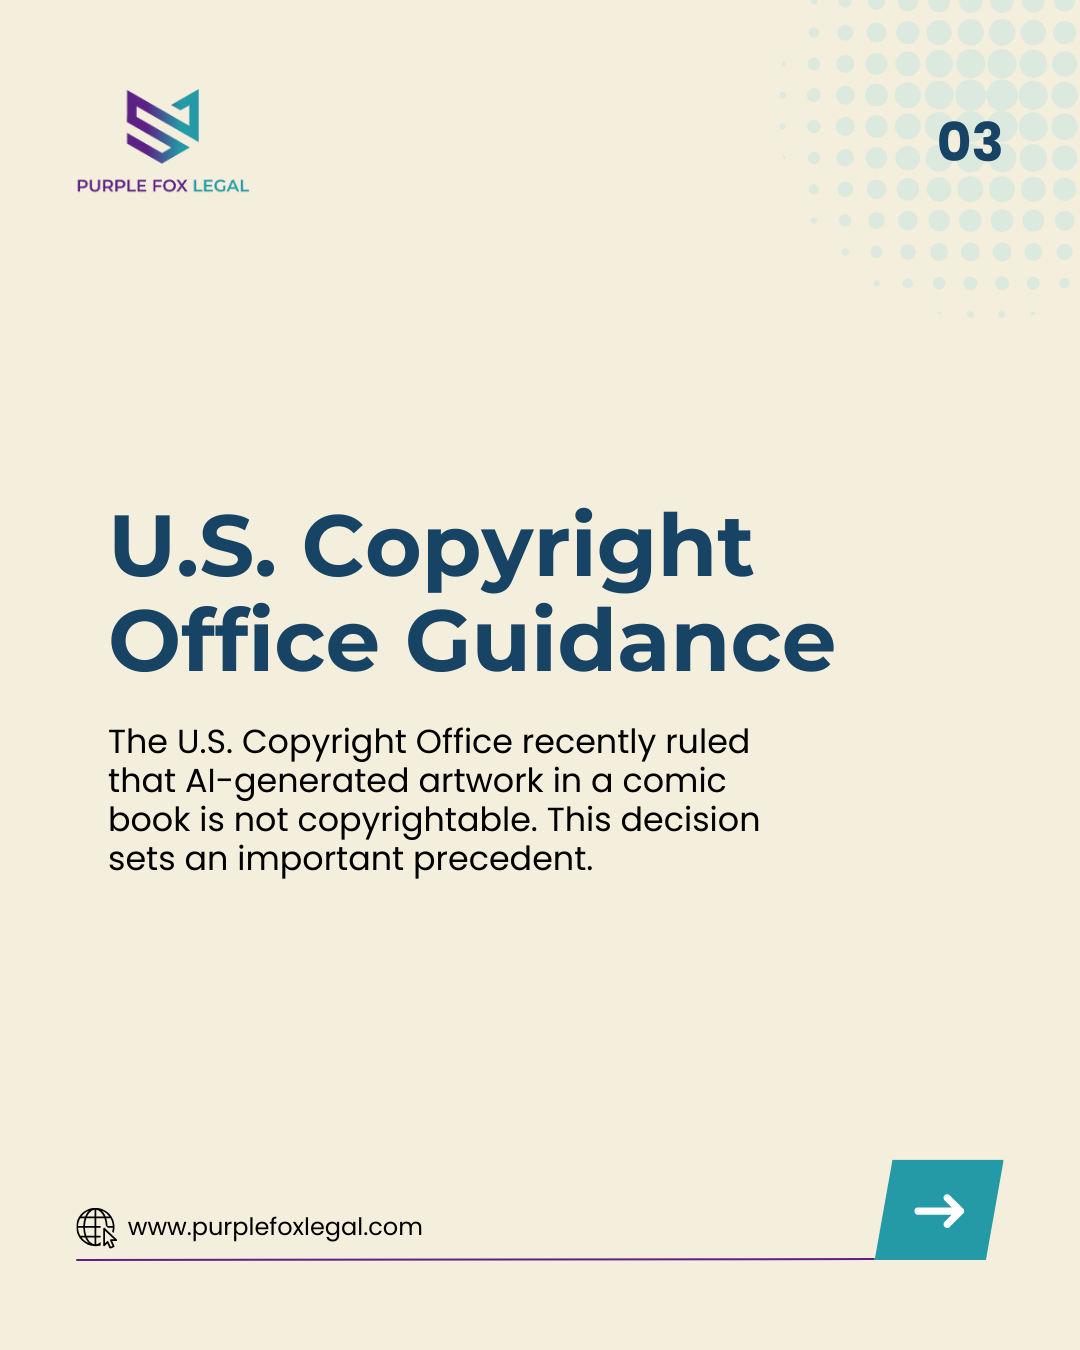 PURPLE FOX LEGAL
03
U.S. Copyright
Office Guidance
The U.S. Copyright Office recently ruled
that AI-generated artwork in a comic
book is not copyrightable. This decision
sets an important precedent.
www.purplefoxlegal.com